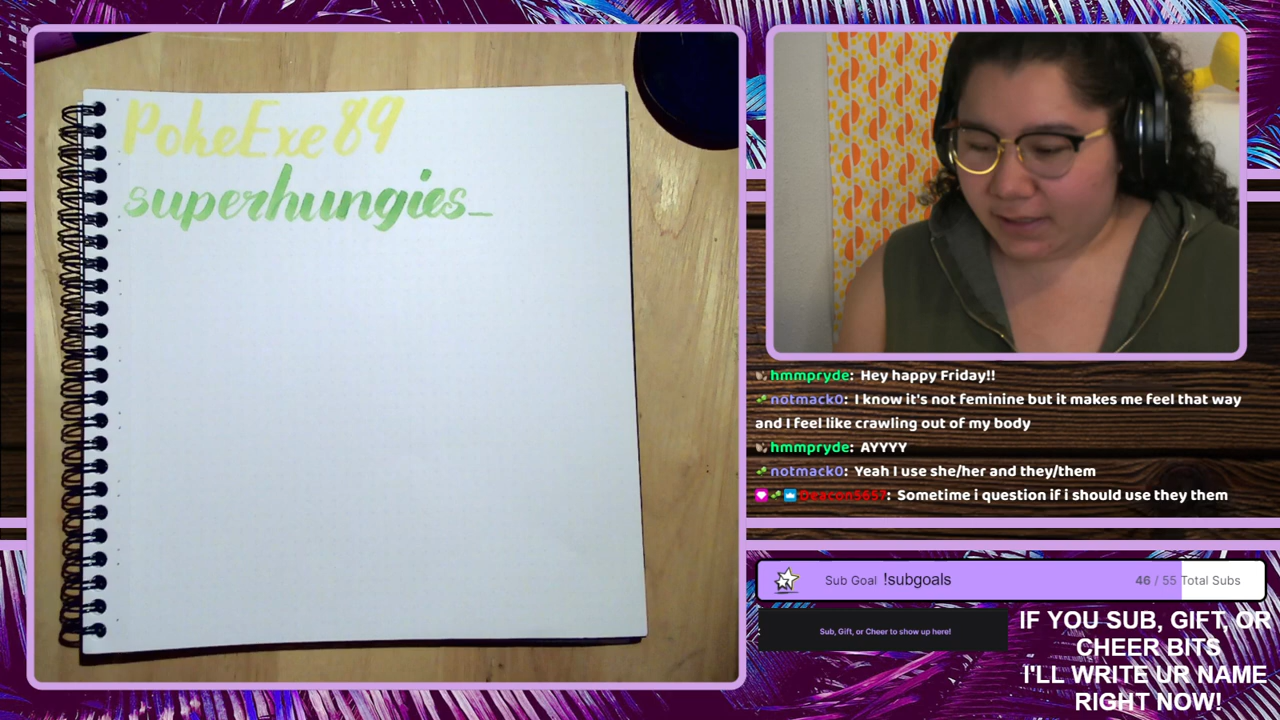 PokeExe89
superhungies_
hmmpryde: Hey happy Friday!!
notmack0: I know it's not feminine but it makes me feel that way
and I feel like crawling out of my body
hmmpryde: AYYYY
notmack0: Yeah I use she/her and they/them
Deacon5657: Sometime i question if i should use they them
Sub Goal !subgoals
46 / 55 Total Subs
Sub, Gift, or Cheer to show up here!
IF YOU SUB, GIFT, OR
CHEER BITS
I'LL WRITE UR NAME
RIGHT NOW!